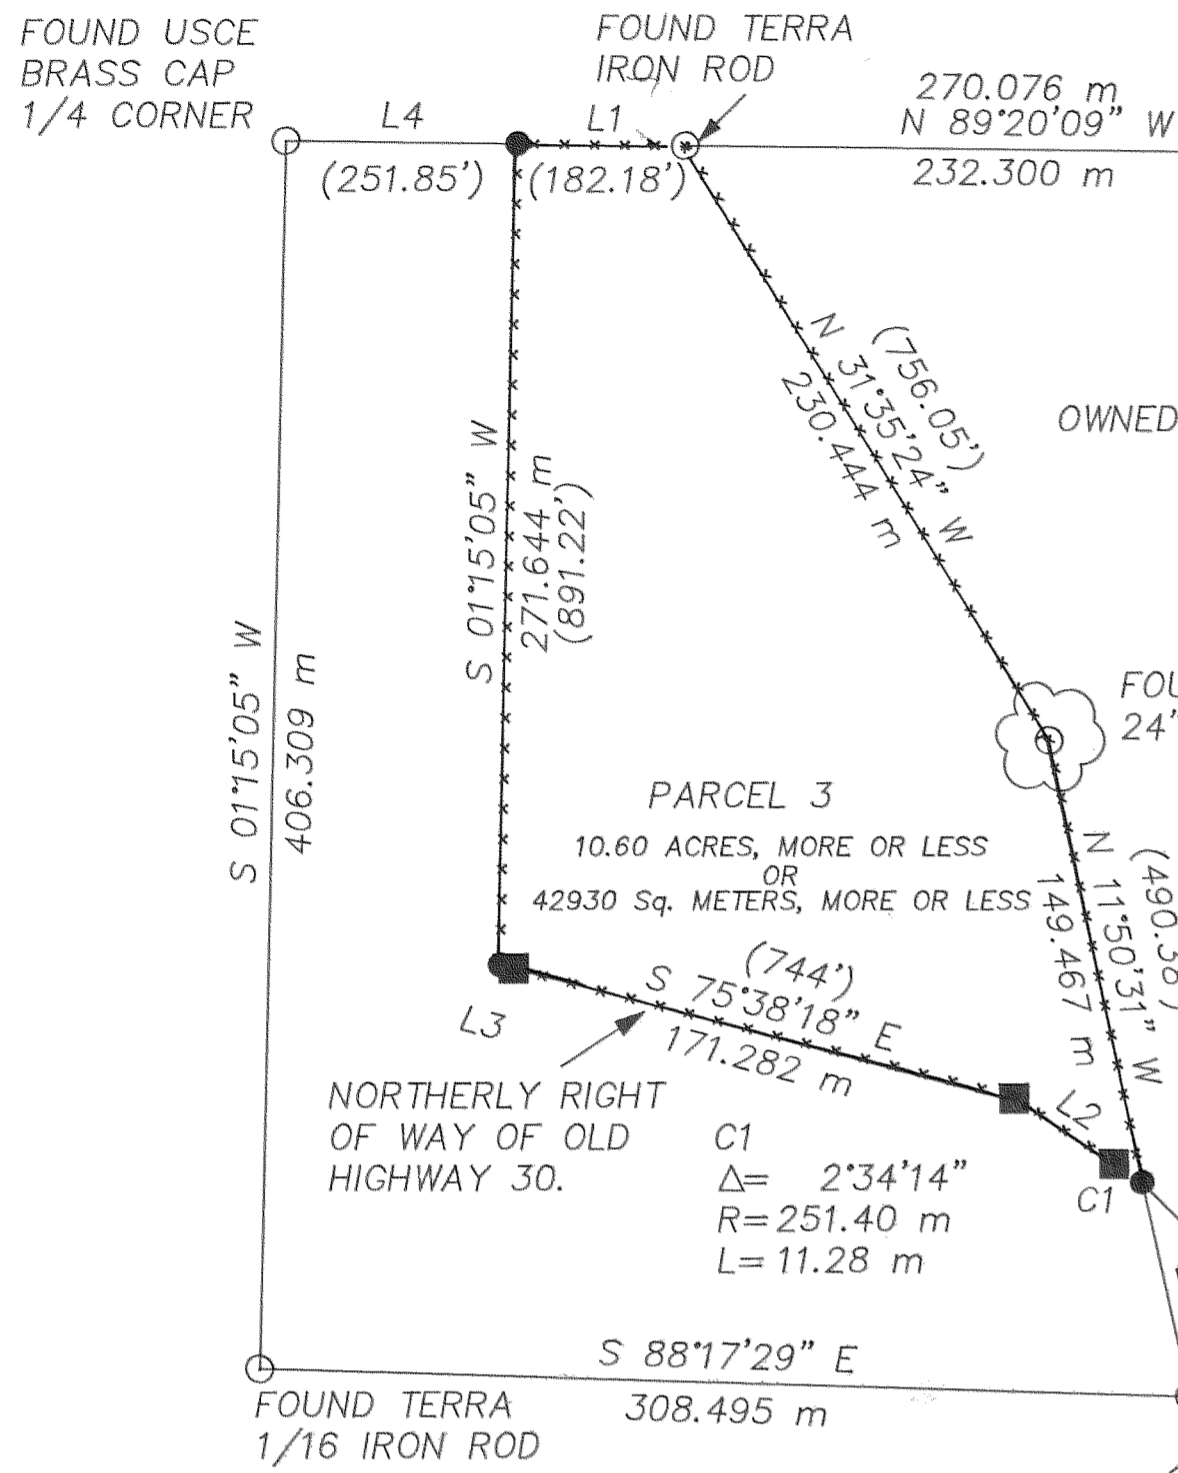 FOUND USCE
BRASS CAP
1/4 CORNER
FOUND TERRA
IRON ROD
L4
(251.85')
L1
(182.18')
270.076 m
N 89°20'09" W
232.300 m
(756.05')
N 31°35'24" W
230.444 m
OWNED
S 01°15'05" W
271.644 m
(891.22')
S 01°15'05" W
406.309 m
24"
PARCEL 3
10.60 ACRES, MORE OR LESS
OR
42930 Sq. METERS, MORE OR LESS
(490.38')
N 11°50'31" W
149.467 m
(744')
S 75°38'18" E
171.282 m
L3
L2
C1
NORTHERLY RIGHT
OF WAY OF OLD
HIGHWAY 30.
C1
Δ= 2°34'14"
R=251.40 m
L=11.28 m
S 88°17'29" E
308.495 m
FOUND TERRA
1/16 IRON ROD